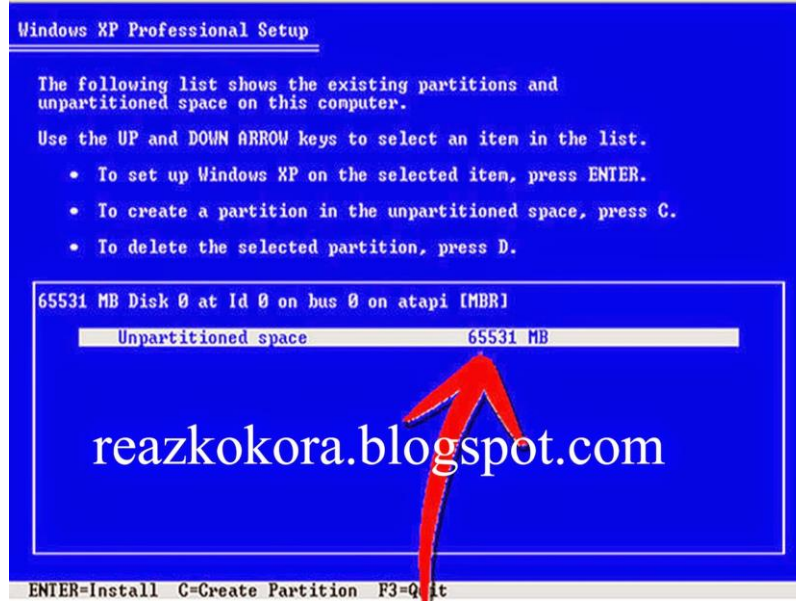 Windows XP Professional Setup
The following list shows the existing partitions and
unpartitioned space on this computer.
Use the UP and DOWN ARROW keys to select an item in the list.
• To set up Windows XP on the selected item, press ENTER.
• To create a partition in the unpartitioned space, press C.
• To delete the selected partition, press D.
65531 MB Disk 0 at Id 0 on bus 0 on atapi [MBR]
Unpartitioned space 65531 MB
reazkokora.blogspot.com
ENTER=Install C=Create Partition F3=Quit